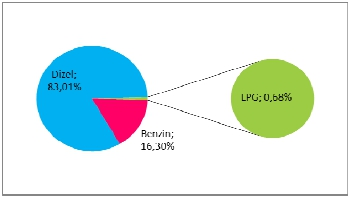 Dizel;
83,01%
LPG; 0,68%
Benzin;
16,30%